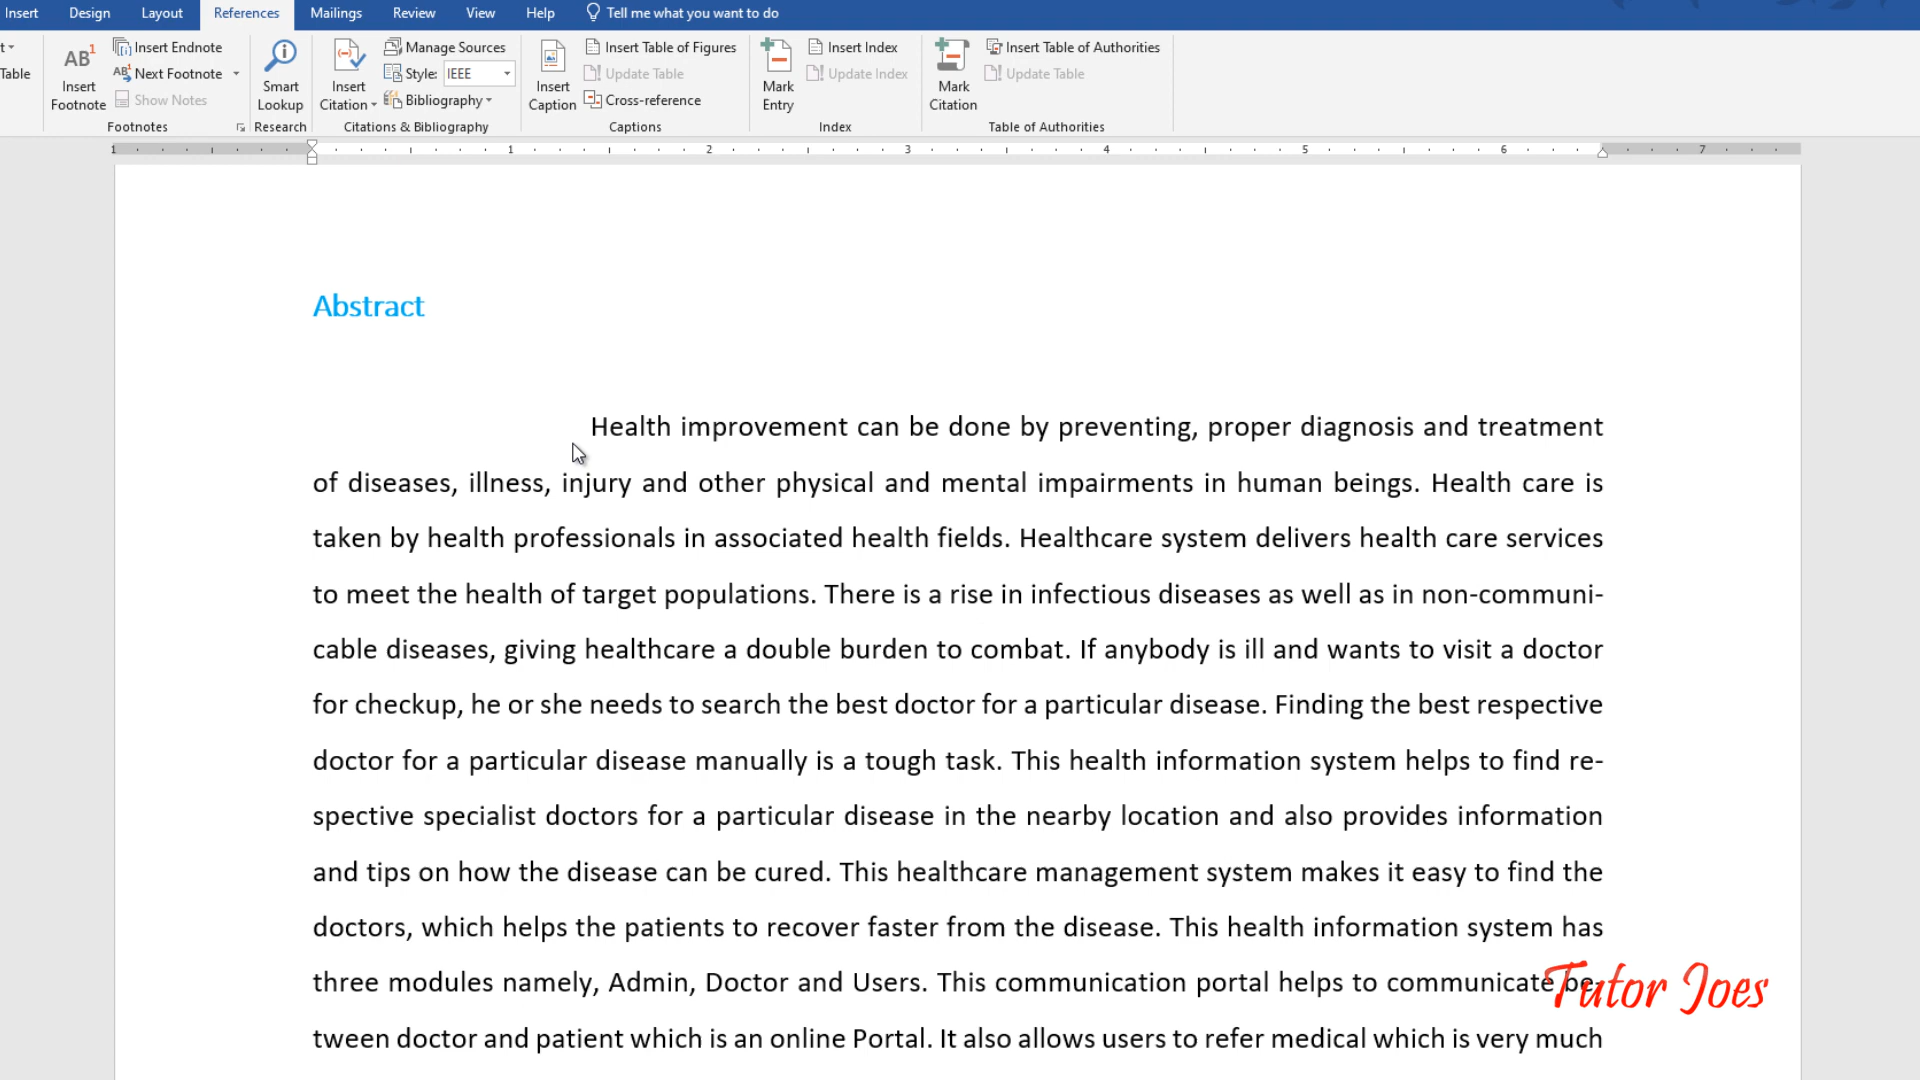 Insert Design Layout References Mailings Review View Help Tell me what you want to do
Table
AB1 Insert Footnote
Insert Endnote
AB1 Next Footnote
Show Notes
Footnotes
Smart Lookup
Research
Insert Citation
Manage Sources
Style: IEEE
Bibliography
Citations & Bibliography
Insert Caption
Insert Table of Figures
Update Table
Cross-reference
Captions
Mark Entry
Insert Index
Update Index
Index
Mark Citation
Insert Table of Authorities
Update Table
Table of Authorities
1 1 2 3 4 5 6 7
Abstract
Health improvement can be done by preventing, proper diagnosis and treatment
of diseases, illness, injury and other physical and mental impairments in human beings. Health care is
taken by health professionals in associated health fields. Healthcare system delivers health care services
to meet the health of target populations. There is a rise in infectious diseases as well as in non-communi-
cable diseases, giving healthcare a double burden to combat. If anybody is ill and wants to visit a doctor
for checkup, he or she needs to search the best doctor for a particular disease. Finding the best respective
doctor for a particular disease manually is a tough task. This health information system helps to find re-
spective specialist doctors for a particular disease in the nearby location and also provides information
and tips on how the disease can be cured. This healthcare management system makes it easy to find the
doctors, which helps the patients to recover faster from the disease. This health information system has
three modules namely, Admin, Doctor and Users. This communication portal helps to communicate be-
tween doctor and patient which is an online Portal. It also allows users to refer medical which is very much
Tutor Joes